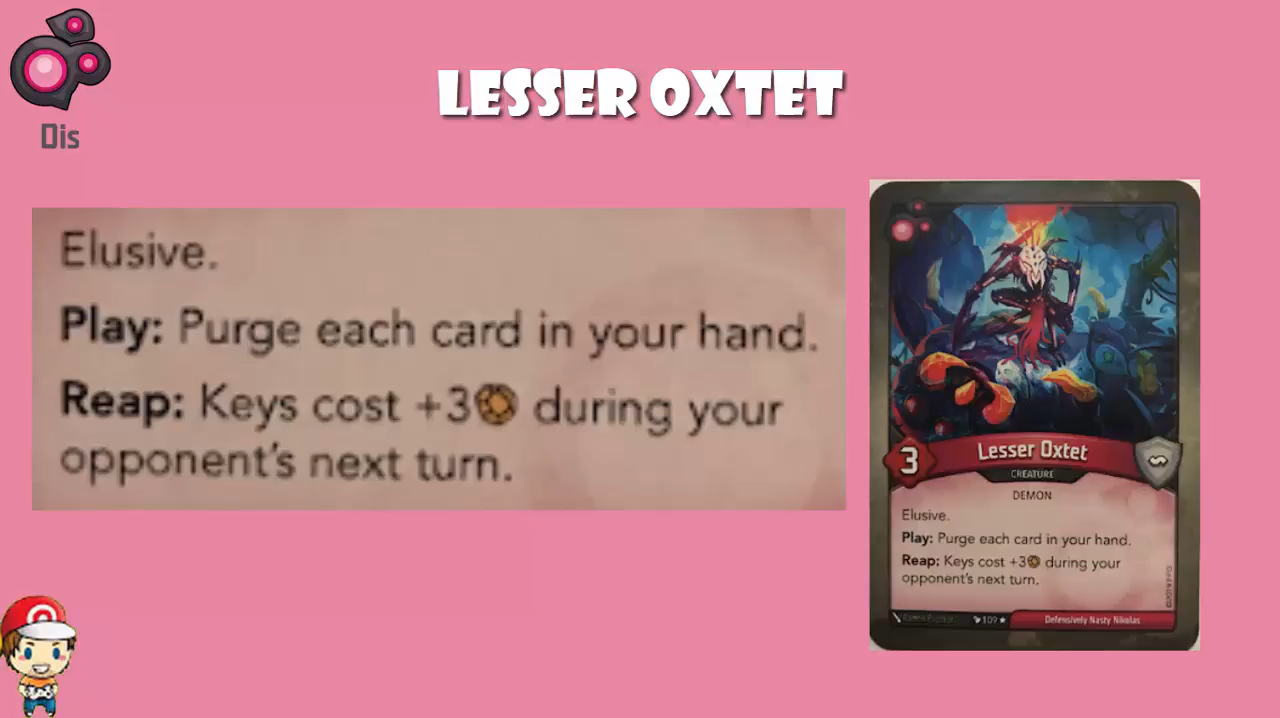 Dis
LESSER OXTET
Elusive.
Play: Purge each card in your hand.
Reap: Keys cost +3 during your
opponent's next turn.
3
Lesser Oxtet
CREATURE
DEMON
Elusive.
Play: Purge each card in your hand.
Reap: Keys cost +3 during your
opponent's next turn.
109
Defensively Nasty Nikolas